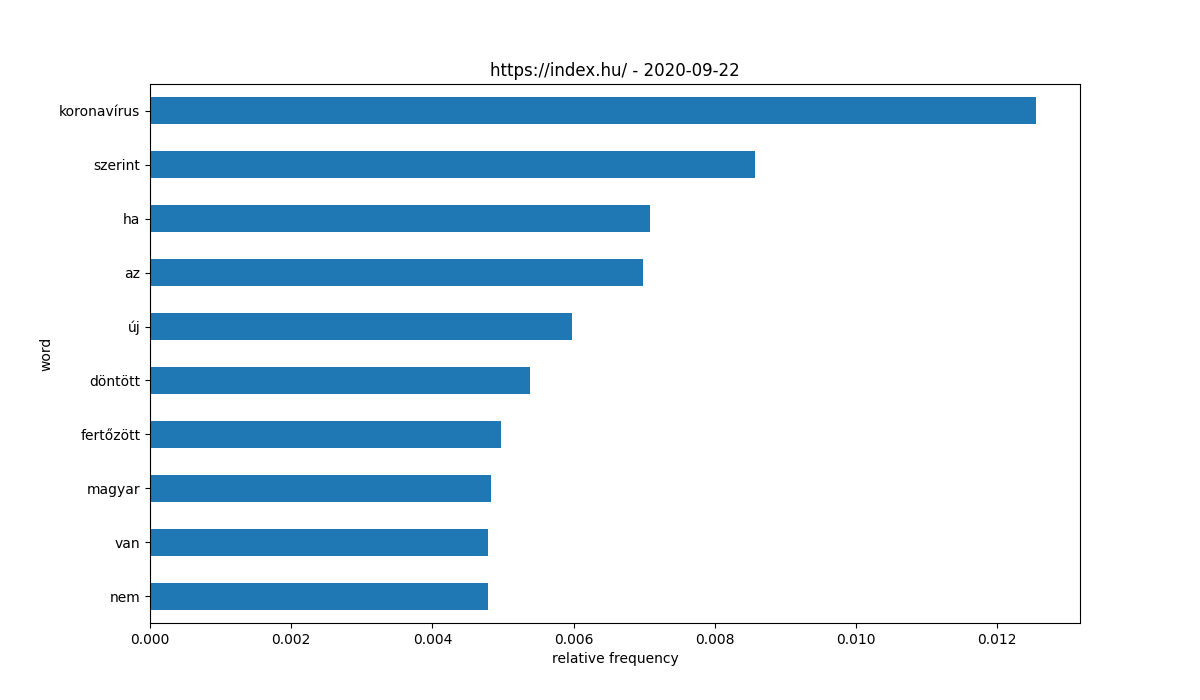 https://index.hu/ - 2020-09-22
koronavírus
szerint
ha
az
új
döntött
fertőzött
magyar
van
nem
word
0.000 0.002 0.004 0.006 0.008 0.010 0.012
relative frequency